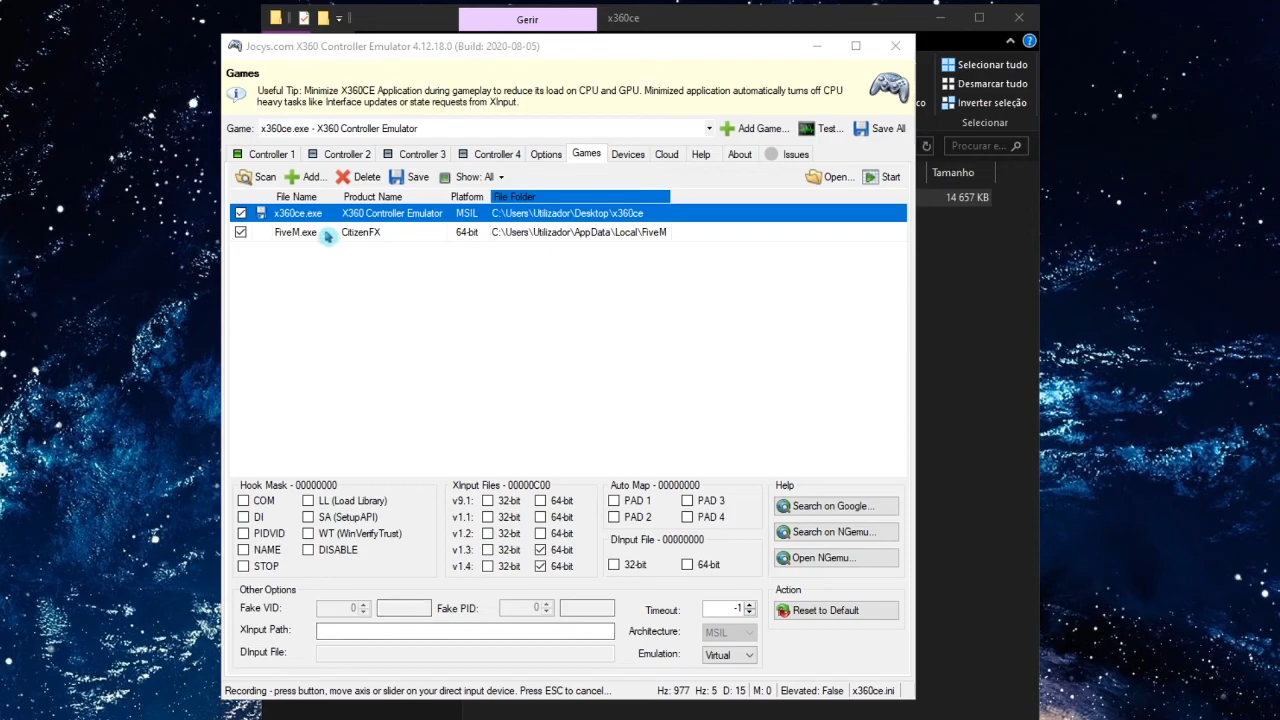 Gerir
x360ce
Jocys.com X360 Controller Emulator 4.12.18.0 (Build: 2020-08-05)
Games
Useful Tip: Minimize X360CE Application during gameplay to reduce its load on CPU and GPU. Minimized application automatically turns off CPU
heavy tasks like Interface updates or state requests from XInput.
Selecionar tudo
Desmarcar tudo
Inverter seleção
Selecionar
co
Game: x360ce.exe - X360 Controller Emulator Add Game... Test... Save All
Controller 1 Controller 2 Controller 3 Controller 4 Options Games Devices Cloud Help About Issues
Procurar e...
Scan Add... Delete Save Show: All Open... Start
Tamanho
File Name Product Name Platform File Folder
14 657 KB
x360ce.exe X360 Controller Emulator MSIL C:\Users\Utilizador\Desktop\x360ce
FiveM.exe CitizenFX 64-bit C:\Users\Utilizador\AppData\Local\FiveM
Hook Mask - 00000000
COM LL (Load Library)
DI SA (SetupAPI)
PIDVID WT (WinVerifyTrust)
NAME DISABLE
STOP
XInput Files - 00000C00
v9.1: 32-bit 64-bit
v1.1: 32-bit 64-bit
v1.2: 32-bit 64-bit
v1.3: 32-bit 64-bit
v1.4: 32-bit 64-bit
Auto Map - 00000000
PAD 1 PAD 3
PAD 2 PAD 4
DInput File - 00000000
32-bit 64-bit
Help
Search on Google...
Search on NGemu...
Open NGemu...
Other Options
Fake VID: 0 Fake PID: 0 Timeout: -1
XInput Path: Architecture: MSIL
DInput File: Emulation: Virtual
Action
Reset to Default
Recording - press button, move axis or slider on your direct input device. Press ESC to cancel... Hz: 977 Hz: 5 D: 15 M: 0 Elevated: False x360ce.ini